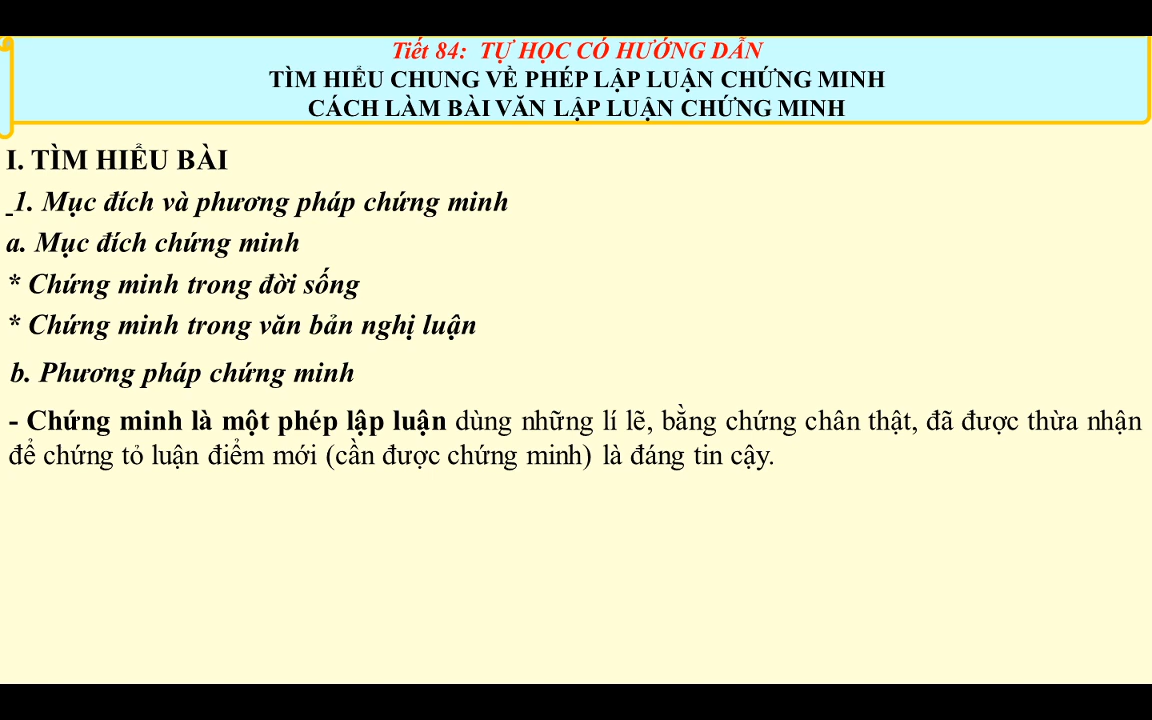 Tiết 84: TỰ HỌC CÓ HƯỚNG DẪN
TÌM HIỂU CHUNG VỀ PHÉP LẬP LUẬN CHỨNG MINH
CÁCH LÀM BÀI VĂN LẬP LUẬN CHỨNG MINH
I. TÌM HIỂU BÀI
1. Mục đích và phương pháp chứng minh
a. Mục đích chứng minh
* Chứng minh trong đời sống
* Chứng minh trong văn bản nghị luận
b. Phương pháp chứng minh
- Chứng minh là một phép lập luận dùng những lí lẽ, bằng chứng chân thật, đã được thừa nhận
để chứng tỏ luận điểm mới (cần được chứng minh) là đáng tin cậy.